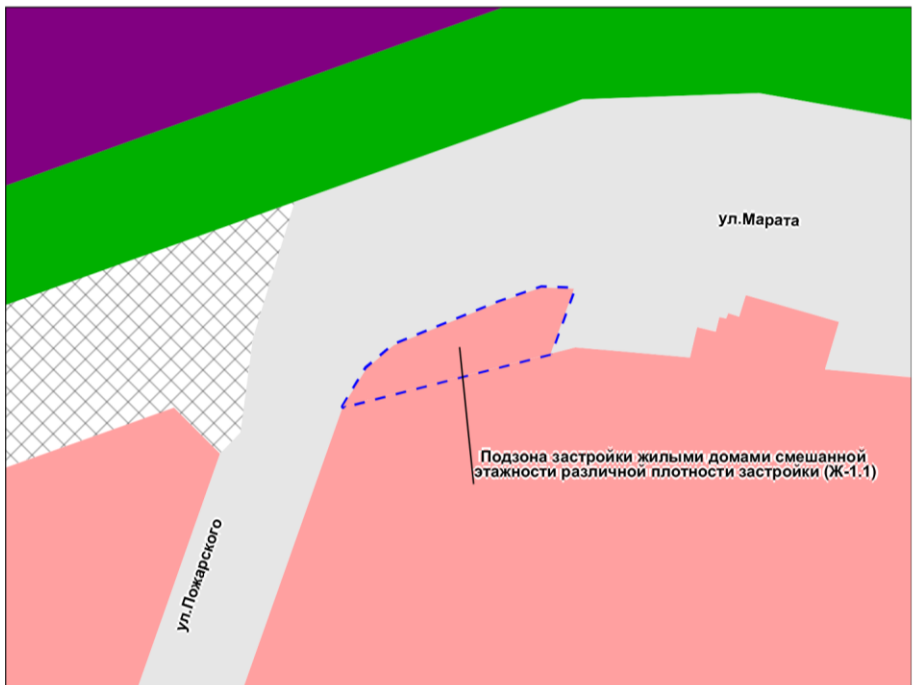 ул.Марата
Подзона застройки жилыми домами смешанной
этажности различной плотности застройки (Ж-1.1)
ул.Пожарского